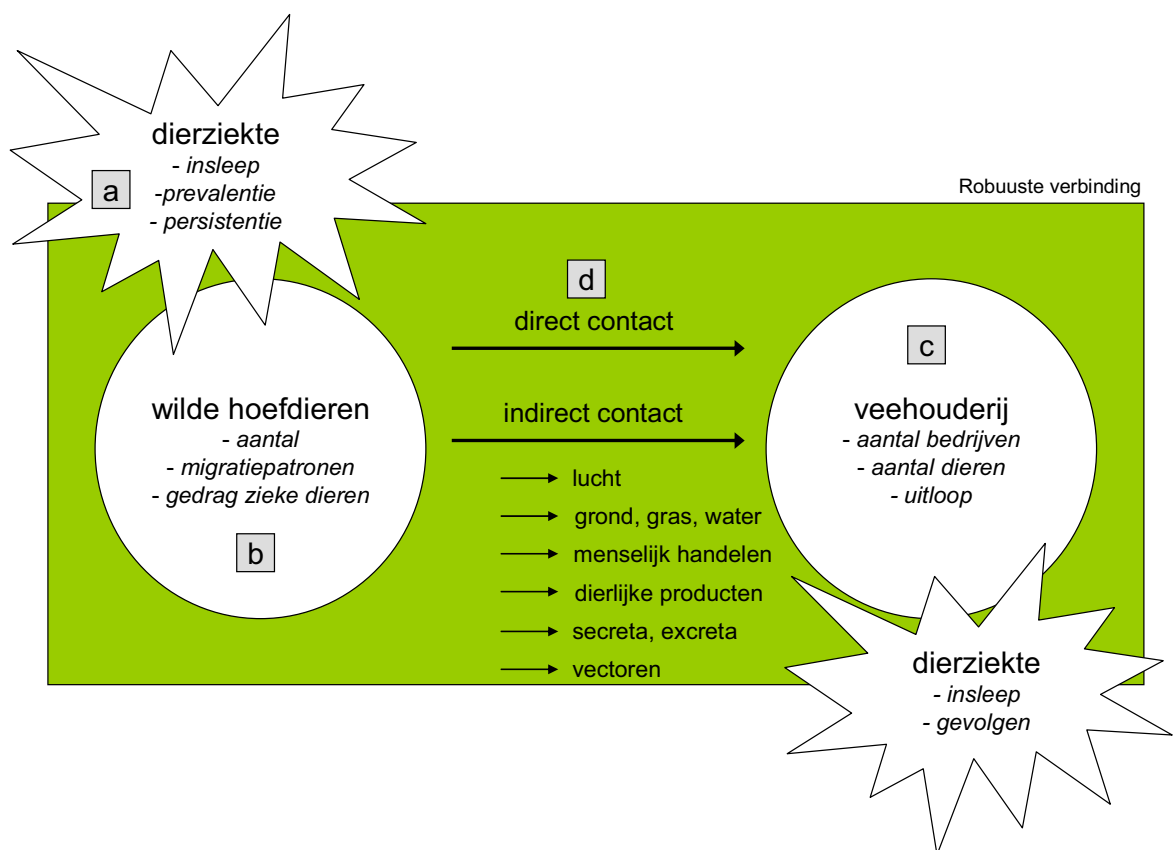 dierziekte
- insleep
-prevalentie
- persistentie
a
Robuuste verbinding
d
direct contact
indirect contact
lucht
grond, gras, water
menselijk handelen
dierlijke producten
secreta, excreta
vectoren
wilde hoefdieren
- aantal
- migratiepatronen
- gedrag zieke dieren
b
c
veehouderij
- aantal bedrijven
- aantal dieren
- uitloop
dierziekte
- insleep
- gevolgen